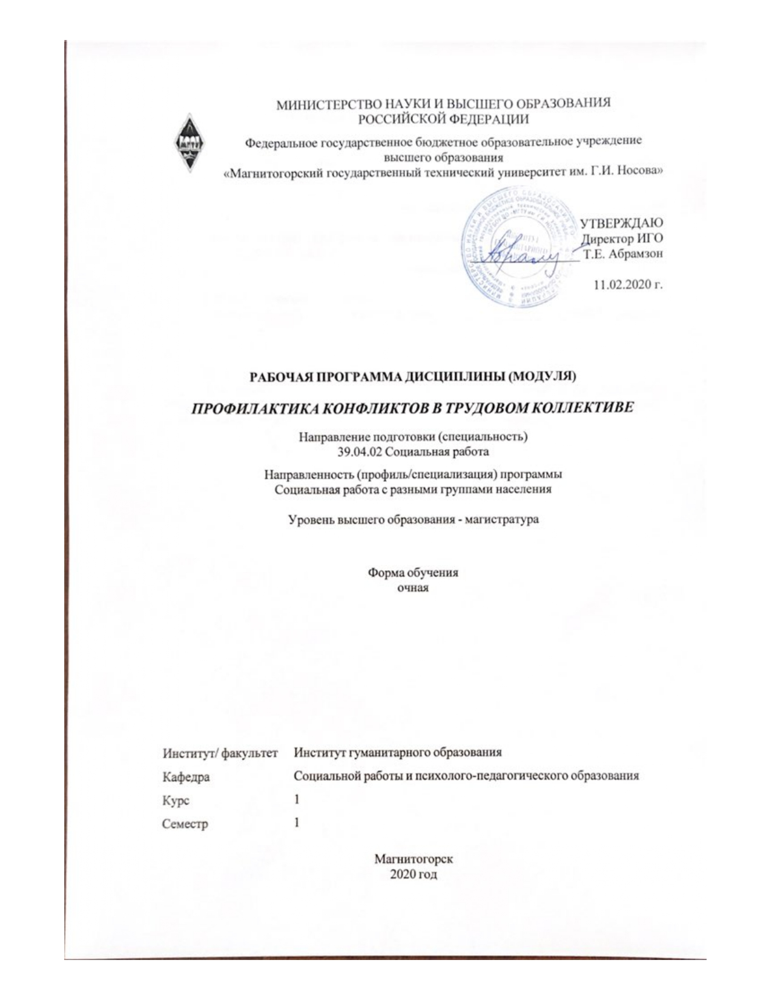 МИНИСТЕРСТВО НАУКИ И ВЫСШЕГО ОБРАЗОВАНИЯ
РОССИЙСКОЙ ФЕДЕРАЦИИ
МГТУ
Федеральное государственное бюджетное образовательное учреждение
высшего образования
«Магнитогорский государственный технический университет им. Г.И. Носова»
УТВЕРЖДАЮ
Директор ИГО
Т.Е. Абрамзон
11.02.2020 г.
РАБОЧАЯ ПРОГРАММА ДИСЦИПЛИНЫ (МОДУЛЯ)
ПРОФИЛАКТИКА КОНФЛИКТОВ В ТРУДОВОМ КОЛЛЕКТИВЕ
Направление подготовки (специальность)
39.04.02 Социальная работа
Направленность (профиль/специализация) программы
Социальная работа с разными группами населения
Уровень высшего образования - магистратура
Форма обучения
очная
Институт/ факультет Институт гуманитарного образования
Кафедра Социальной работы и психолого-педагогического образования
Курс 1
Семестр 1
Магнитогорск
2020 год